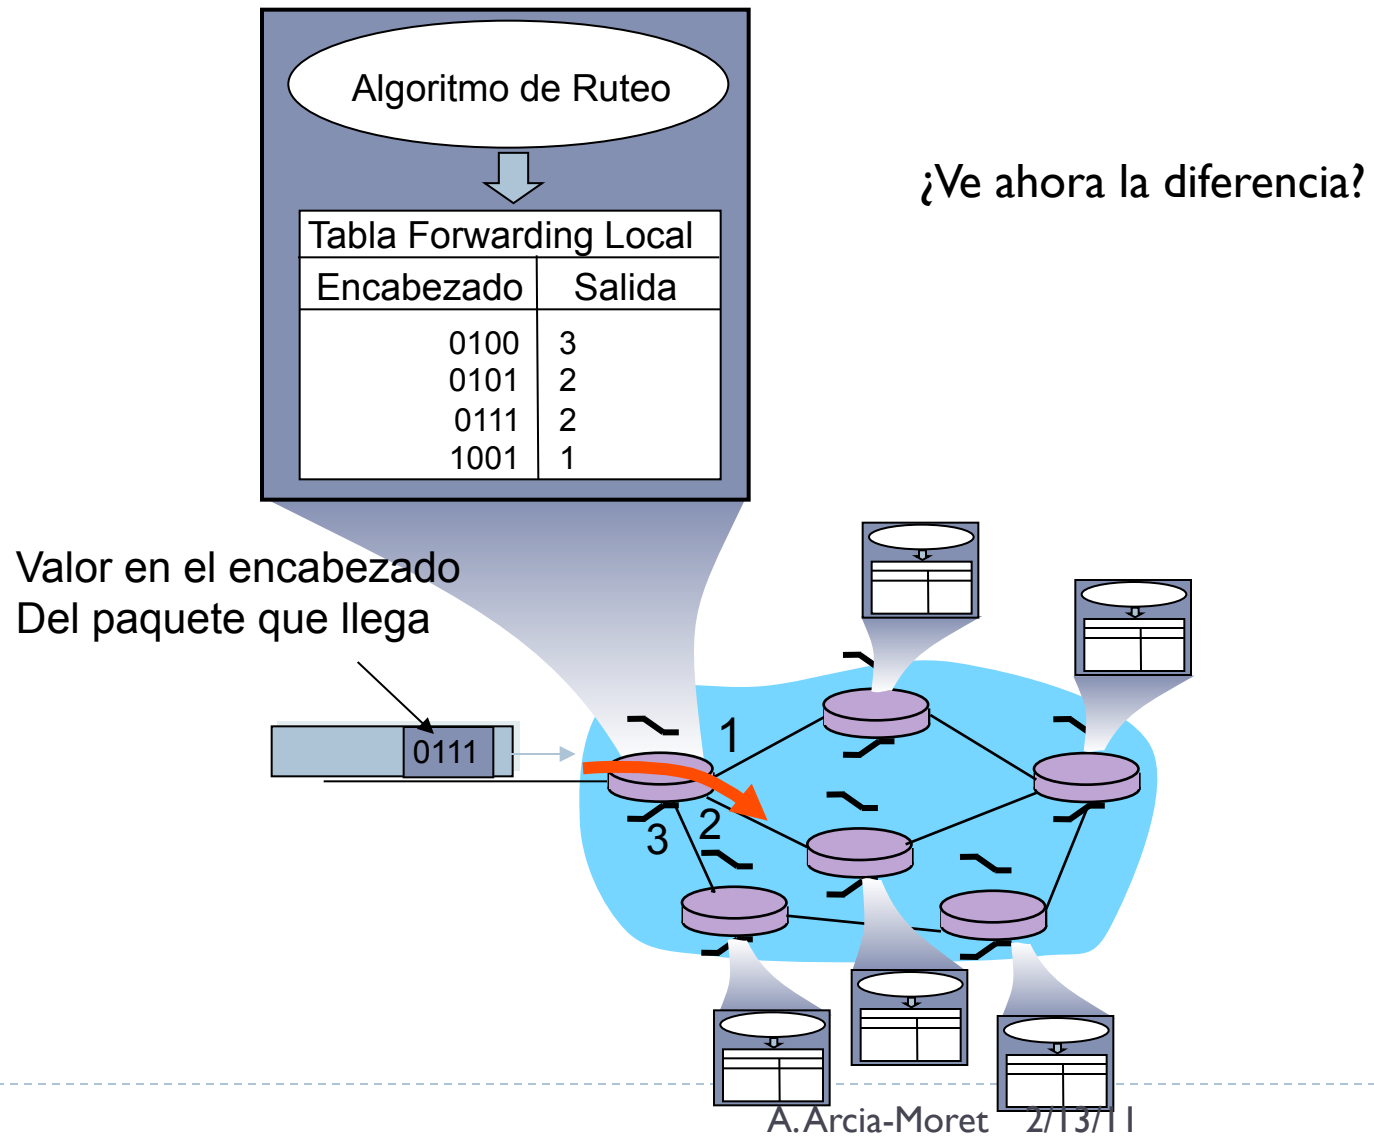 Algoritmo de Ruteo
¿Ve ahora la diferencia?
Tabla Forwarding Local
Encabezado Salida
0100 3
0101 2
0111 2
1001 1
Valor en el encabezado
Del paquete que llega
0111
1
2
3
A. Arcia-Moret 2/13/11